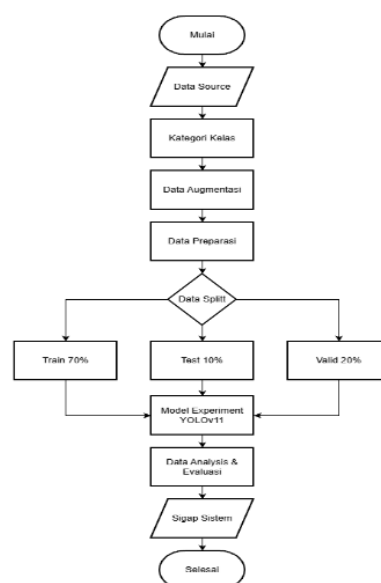 Mulai
Data Source
Kategori Kelas
Data Augmentasi
Data Preparasi
Data Splitt
Train 70%
Test 10%
Valid 20%
Model Experiment
YOLOv11
Data Analysis &
Evaluasi
Sigap Sistem
Selesai